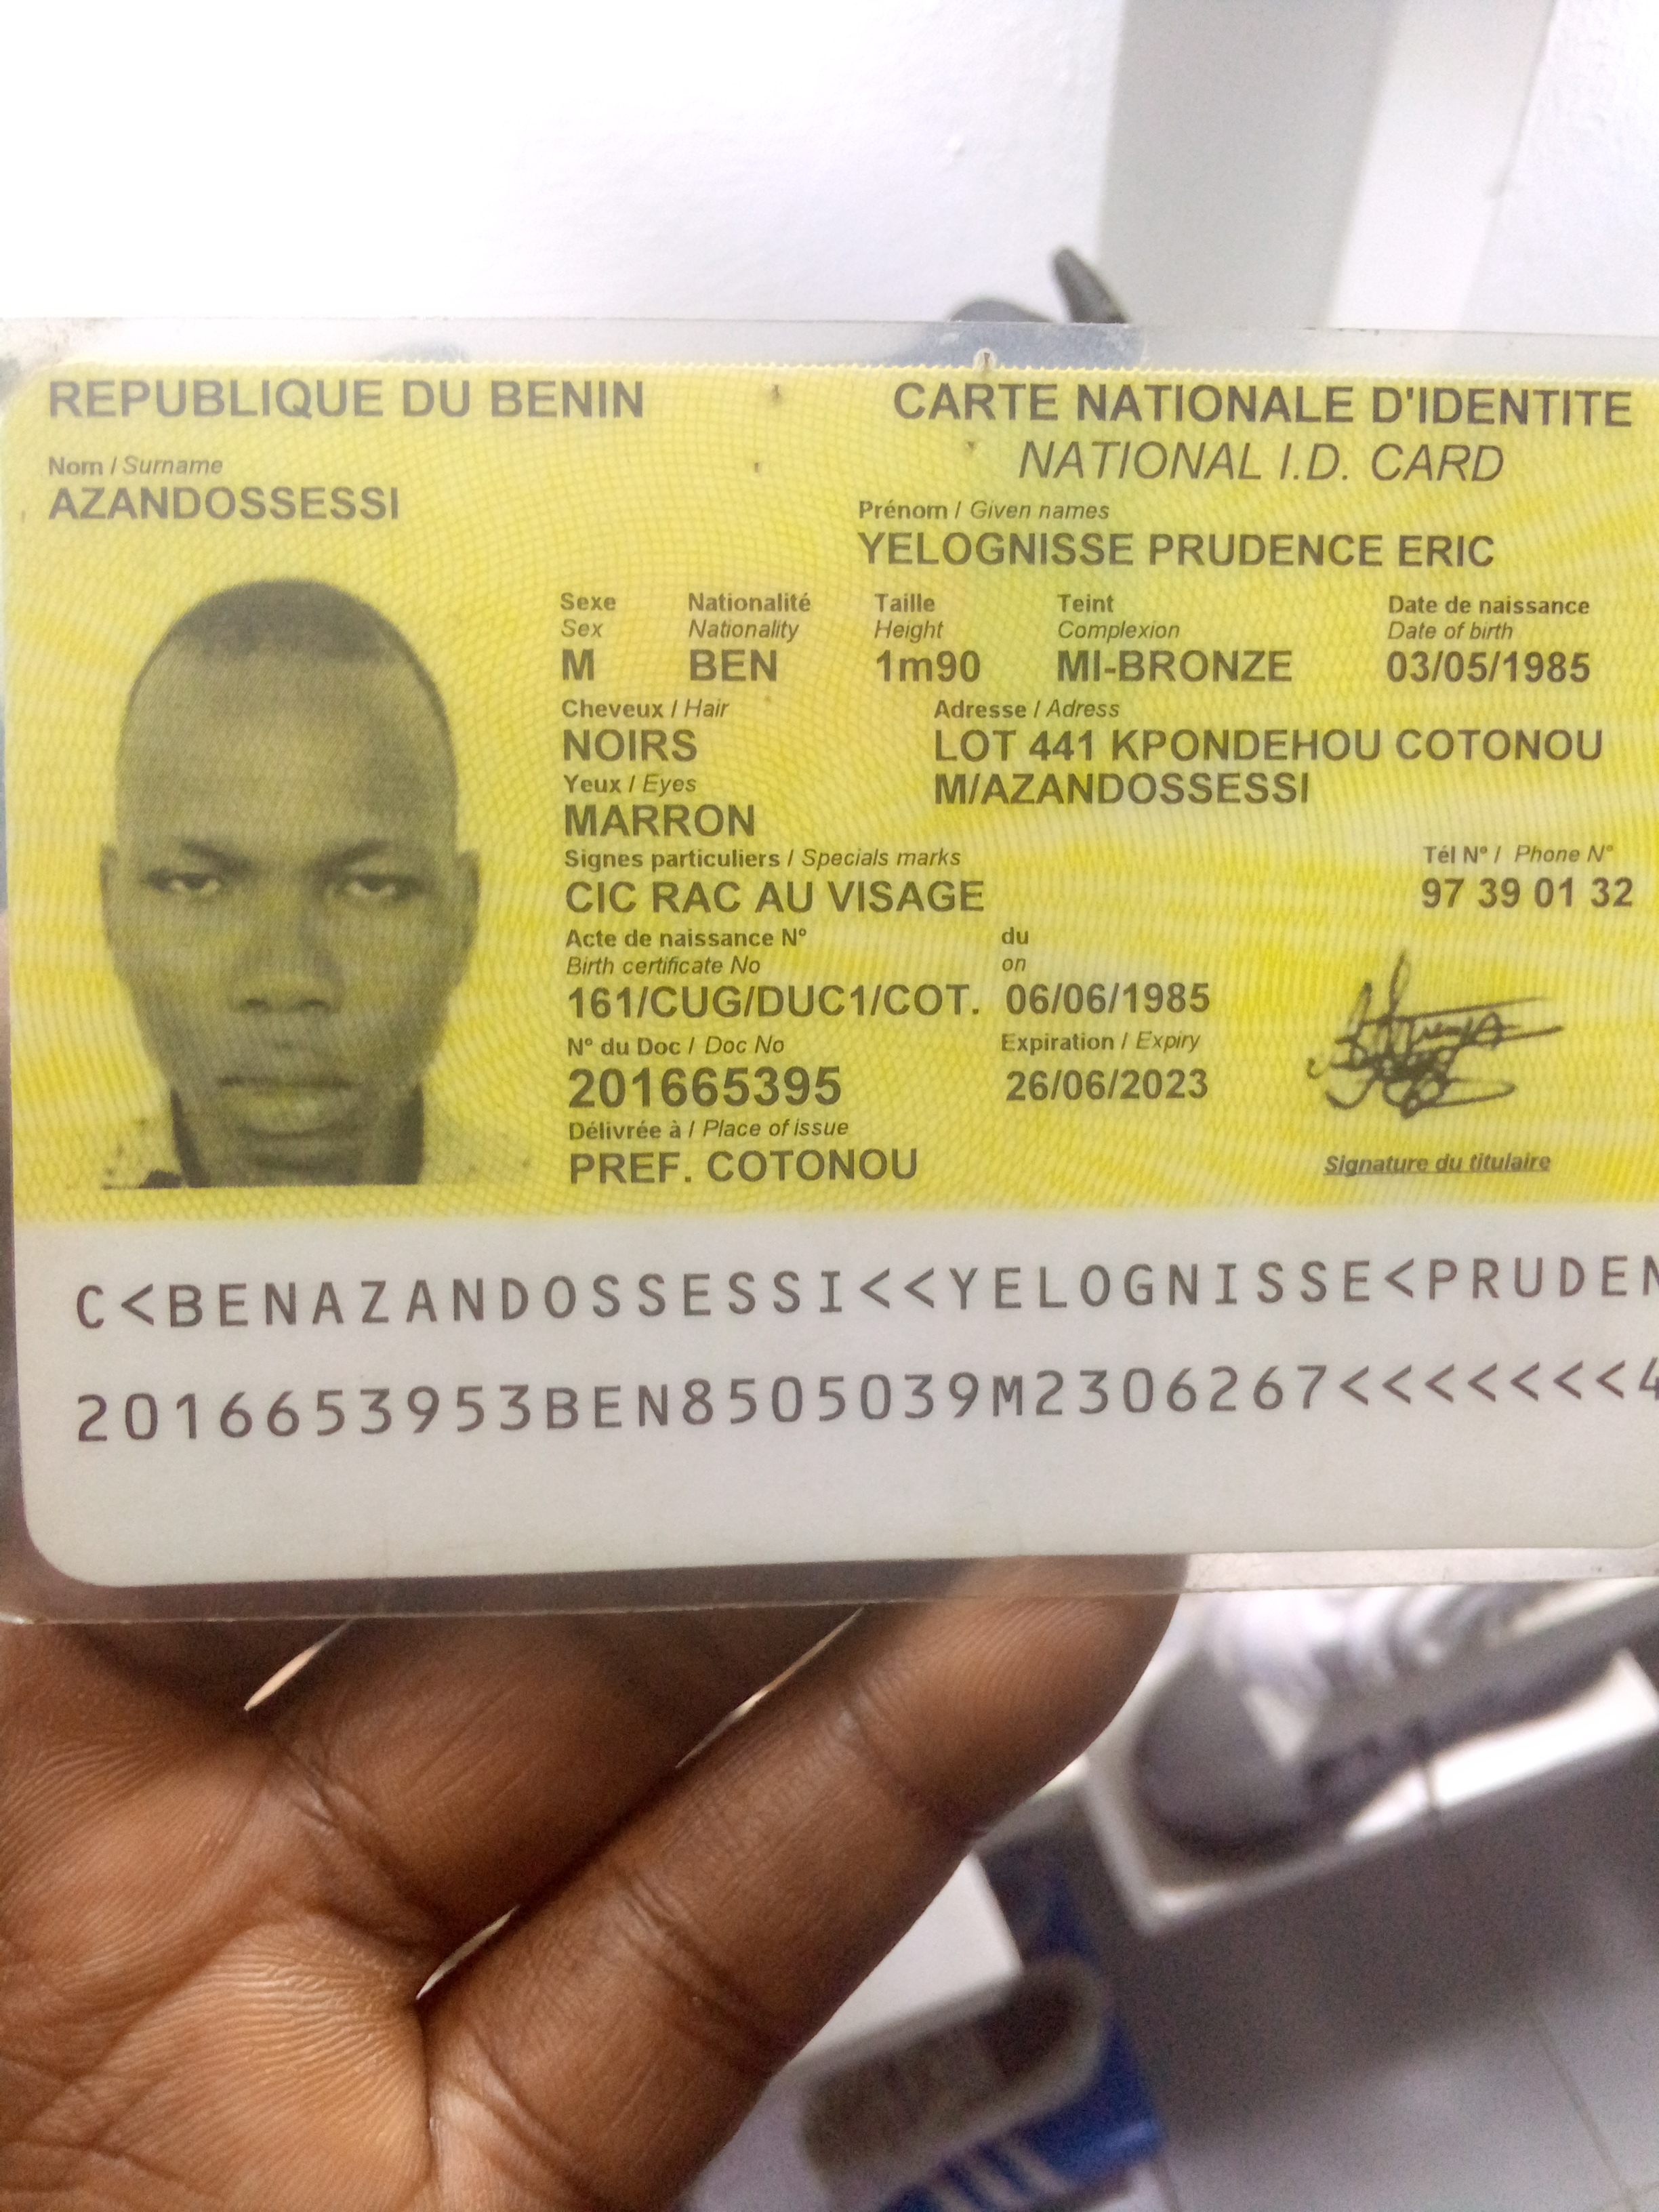 REPUBLIQUE DU BENIN
CARTE NATIONALE D'IDENTITE
NATIONAL I.D. CARD
Nom / Surname
AZANDOSSESSI
Prénom / Given names
YELOGNISSE PRUDENCE ERIC
Sexe Nationalité Taille Teint Date de naissance
Sex Nationality Height Complexion Date of birth
M BEN 1m90 MI-BRONZE 03/05/1985
Cheveux / Hair Adresse / Adress
NOIRS LOT 441 KPONDEHOU COTONOU
Yeux / Eyes M/AZANDOSSESSI
MARRON
Signes particuliers / Specials marks Tél N° / Phone N°
CIC RAC AU VISAGE 97 39 01 32
Acte de naissance N° du
Birth certificate No on
161/CUG/DUC1/COT. 06/06/1985
N° du Doc / Doc No Expiration / Expiry
201665395 26/06/2023
Délivrée à / Place of issue
PREF. COTONOU Signature du titulaire
C<BENAZANDOSSESSI<<YELOGNISSE<PRUDEN
2016653953BEN8505039M2306267<<<<<<<4